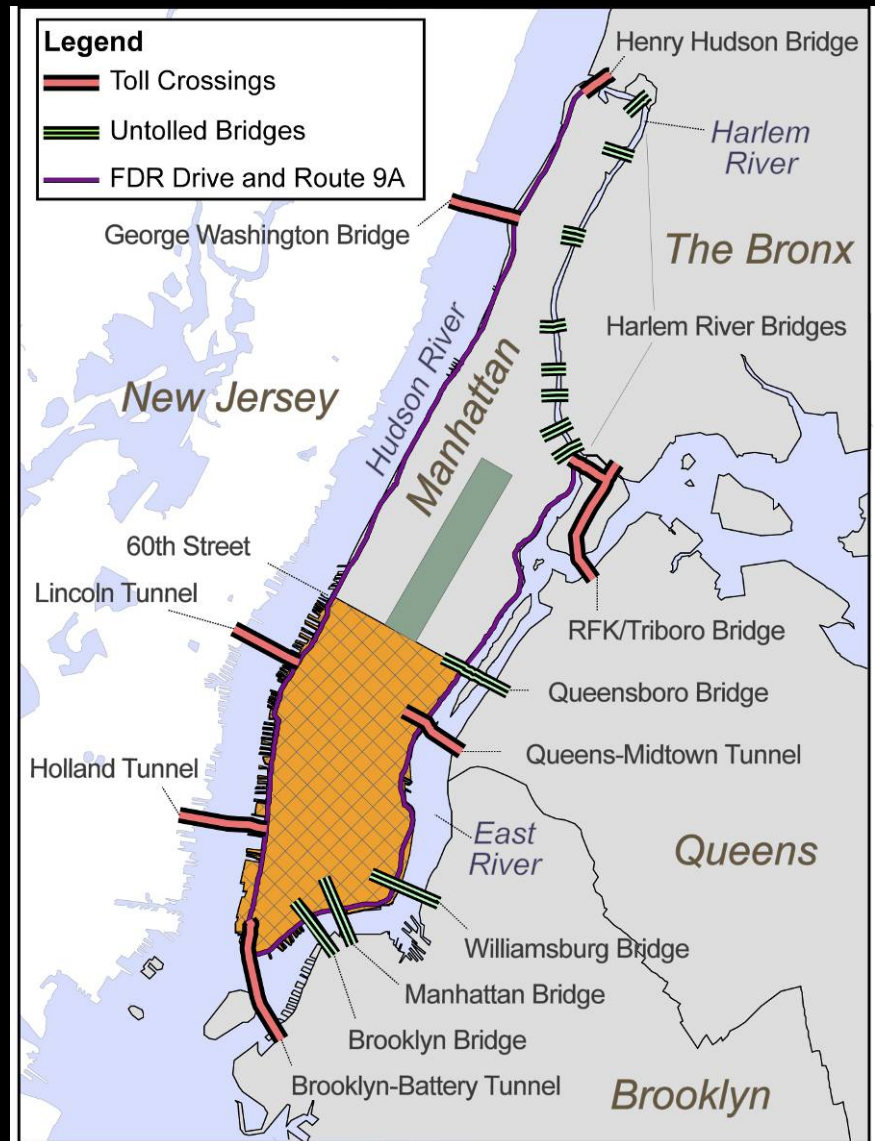 Legend
Toll Crossings
Untolled Bridges
FDR Drive and Route 9A
Henry Hudson Bridge
Harlem
River
George Washington Bridge
The Bronx
Hudson River
Manhattan
Harlem River Bridges
New Jersey
60th Street
Lincoln Tunnel
RFK/Triboro Bridge
Queensboro Bridge
Queens-Midtown Tunnel
Holland Tunnel
East
River
Queens
Williamsburg Bridge
Manhattan Bridge
Brooklyn Bridge
Brooklyn-Battery Tunnel
Brooklyn